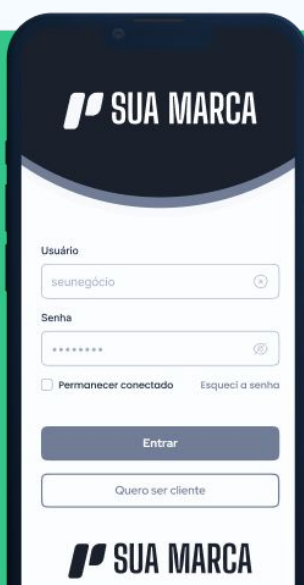 SUA MARCA
Usuário
seunegócio
Senha
Permanecer conectado Esqueci a senha
Entrar
Quero ser cliente
SUA MARCA